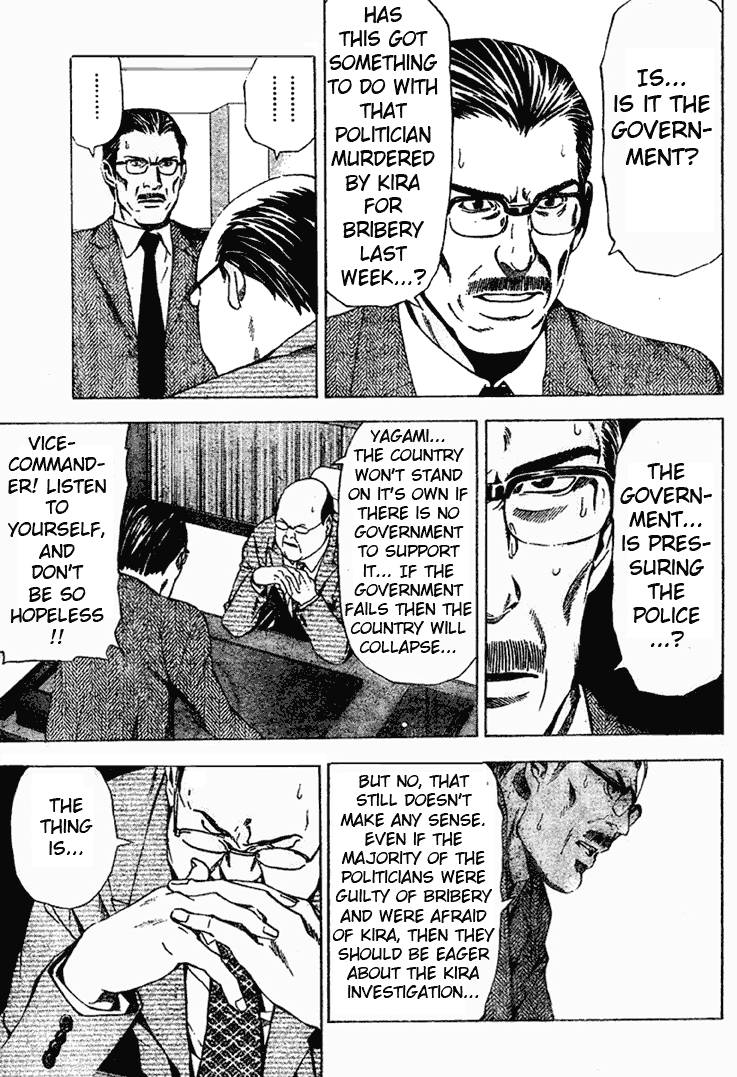 IS...
IS IT THE
GOVERN-
MENT?
HAS
THIS GOT
SOMETHING
TO DO WITH
THAT
POLITICIAN
MURDERED
BY KIRA
FOR
BRIBERY
LAST
WEEK...?
........
........
THE
GOVERN-
MENT...
IS PRES-
SURING
THE
POLICE
...?
YAGAMI...
THE COUNTRY
WON'T STAND
ON IT'S OWN IF
THERE IS NO
GOVERNMENT
TO SUPPORT
IT... IF THE
GOVERNMENT
FAILS THEN THE
COUNTRY WILL
COLLAPSE...
VICE-
COMMAND-
ER! LISTEN
TO
YOURSELF,
AND
DON'T
BE SO
HOPELESS
!!
BUT NO, THAT
STILL DOESN'T
MAKE ANY SENSE.
EVEN IF THE
MAJORITY OF THE
POLITICIANS WERE
GUILTY OF BRIBERY
AND WERE AFRAID
OF KIRA, THEN THEY
SHOULD BE EAGER
ABOUT THE KIRA
INVESTIGATION...
THE
THING
IS...